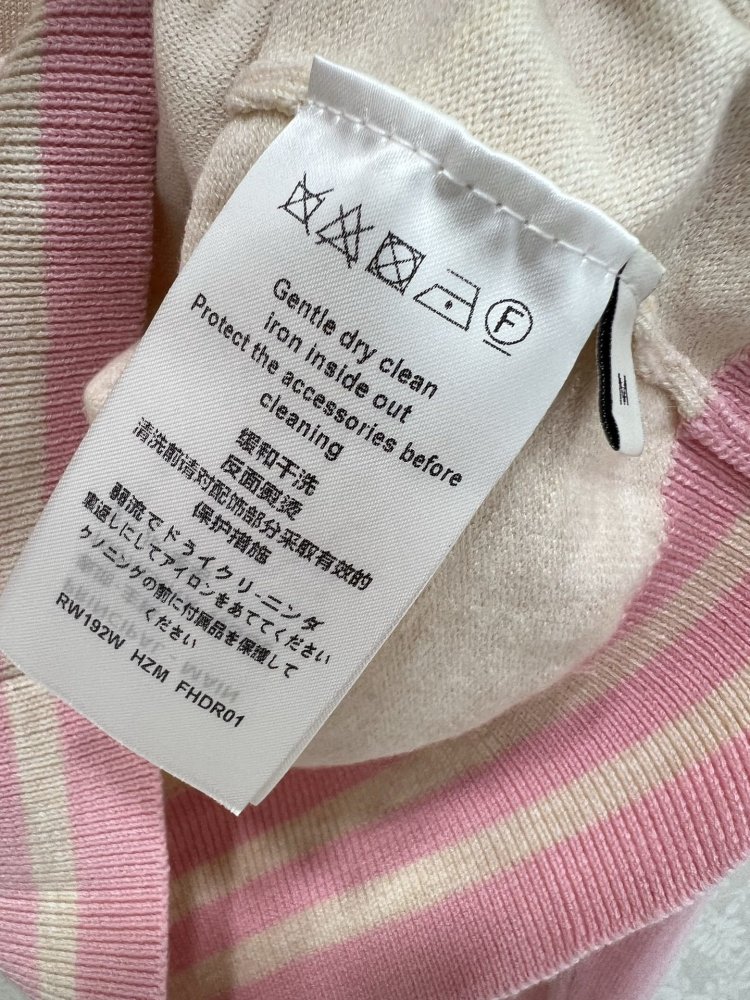 F
Gentle dry clean
iron inside out
Protect the accessories before
cleaning
缓和干洗
反面熨烫
清洗前请对配饰部分采取有效的
保护措施
弱流でドライクリーニンダ
裏返しにしてアイロンをあててください
クソニングの前に付属品を保護して
ください
RW192W HZM FHDR01